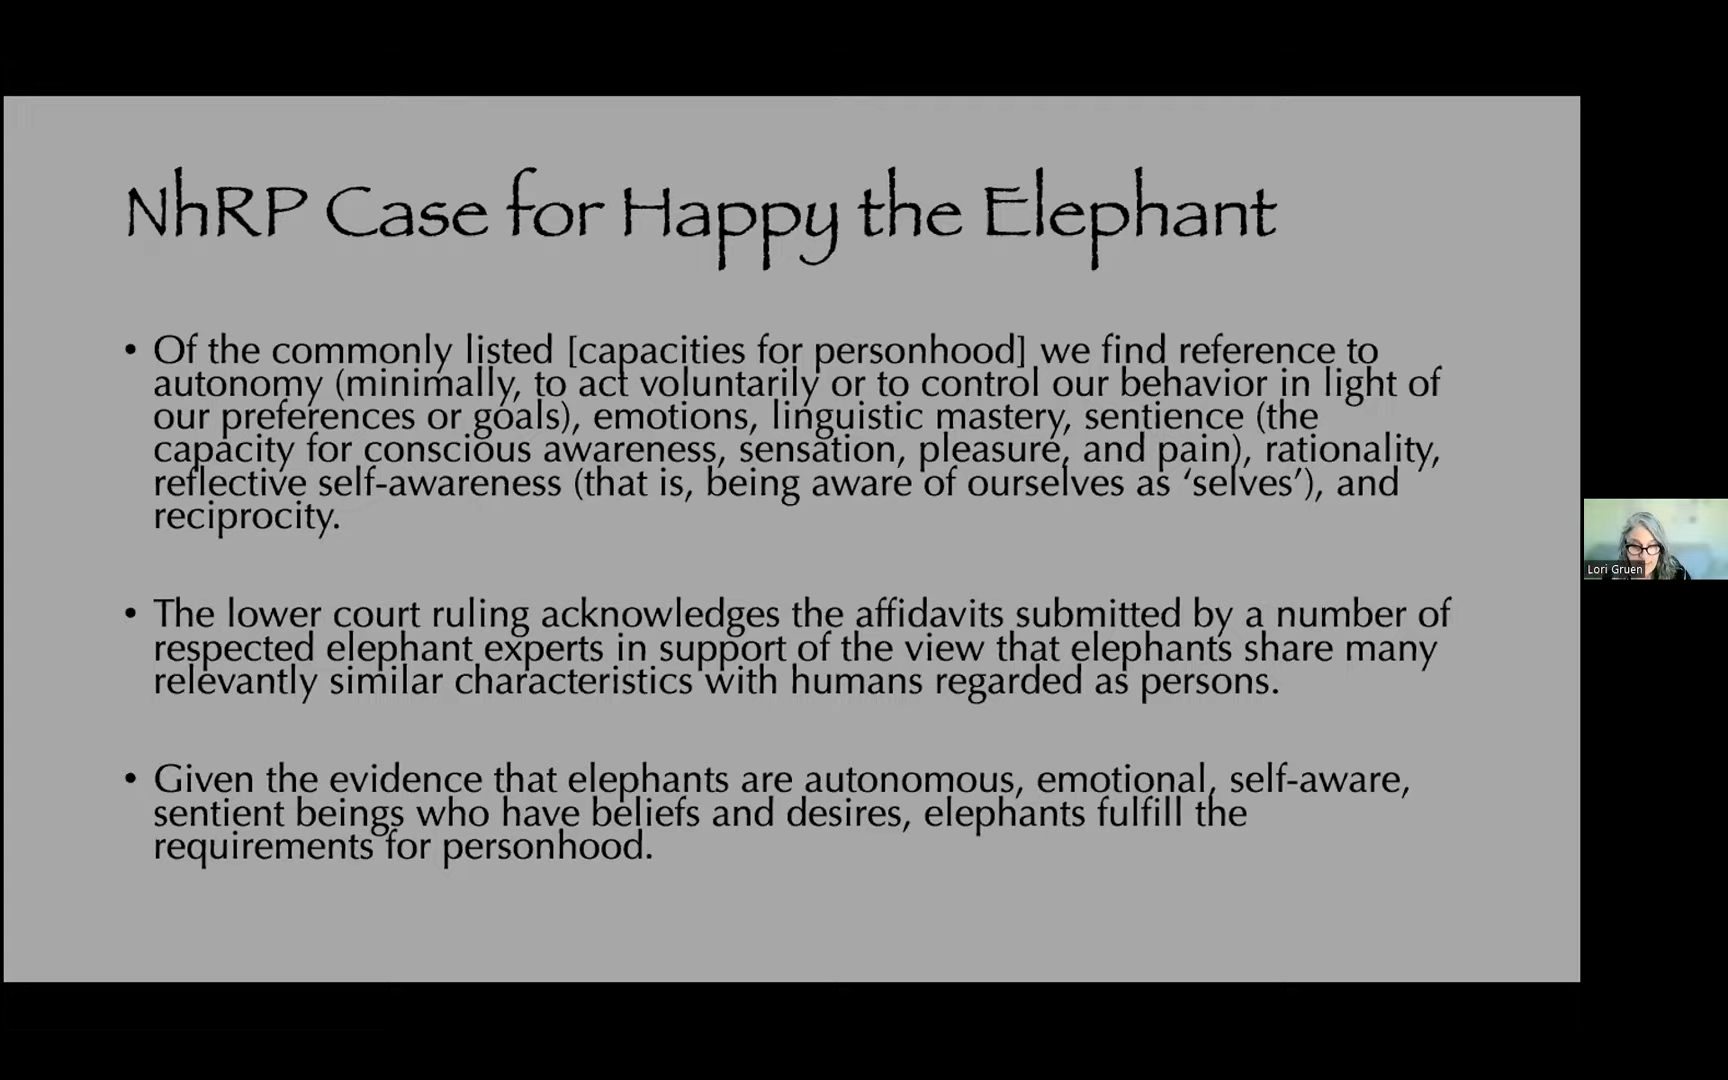 NhRP Case for Happy the Elephant
• Of the commonly listed [capacities for personhood] we find reference to
autonomy (minimally, to act voluntarily or to control our behavior in light of
our preferences or goals), emotions, linguistic mastery, sentience (the
capacity for conscious awareness, sensation, pleasure, and pain), rationality,
reflective self-awareness (that is, being aware of ourselves as ‘selves’), and
reciprocity.
• The lower court ruling acknowledges the affidavits submitted by a number of
respected elephant experts in support of the view that elephants share many
relevantly similar characteristics with humans regarded as persons.
• Given the evidence that elephants are autonomous, emotional, self-aware,
sentient beings who have beliefs and desires, elephants fulfill the
requirements for personhood.
Lori Gruen